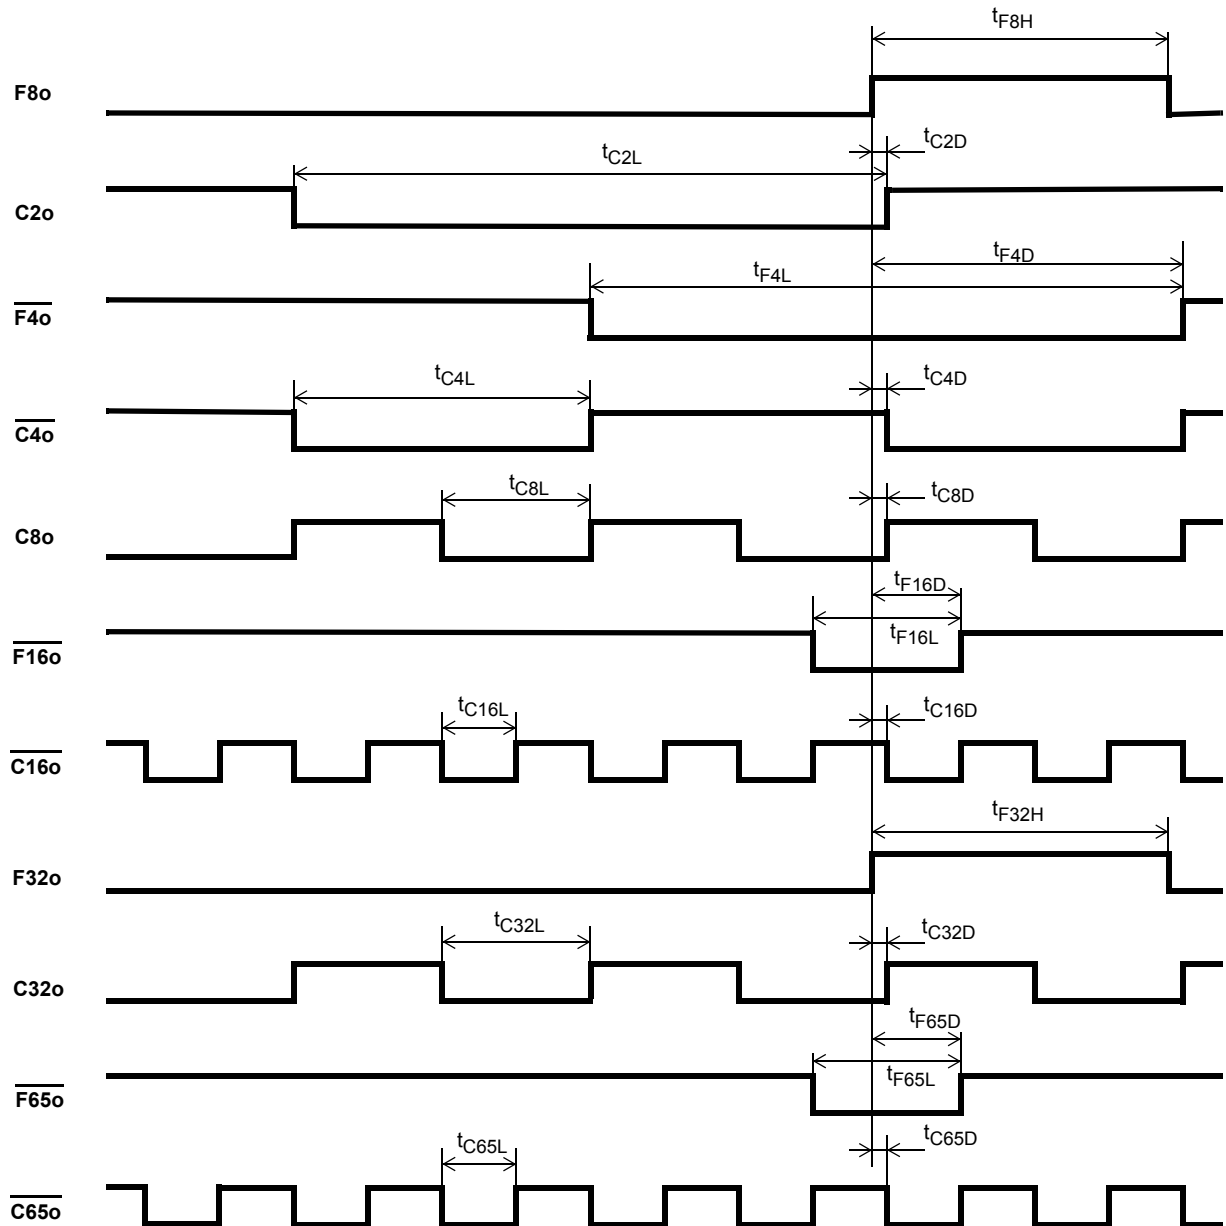 tF8H
F8o
tC2D
tC2L
C2o
tF4D
tF4L
F4o
tC4L
tC4D
C4o
tC8L
tC8D
C8o
tF16D
tF16L
F16o
tC16L
tC16D
C16o
tF32H
F32o
tC32L
tC32D
C32o
tF65D
tF65L
F65o
tC65L
tC65D
C65o